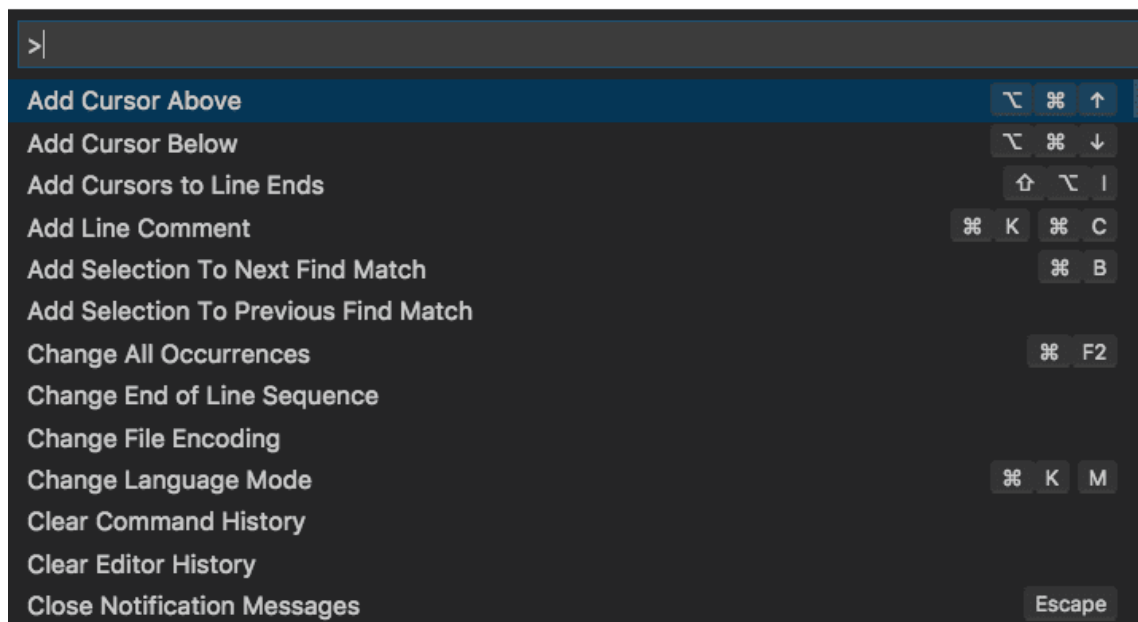 >
Add Cursor Above ⌥ ⌘ ↑
Add Cursor Below ⌥ ⌘ ↓
Add Cursors to Line Ends ⇧ ⌥ I
Add Line Comment ⌘ K ⌘ C
Add Selection To Next Find Match ⌘ B
Add Selection To Previous Find Match
Change All Occurrences ⌘ F2
Change End of Line Sequence
Change File Encoding
Change Language Mode ⌘ K M
Clear Command History
Clear Editor History
Close Notification Messages Escape